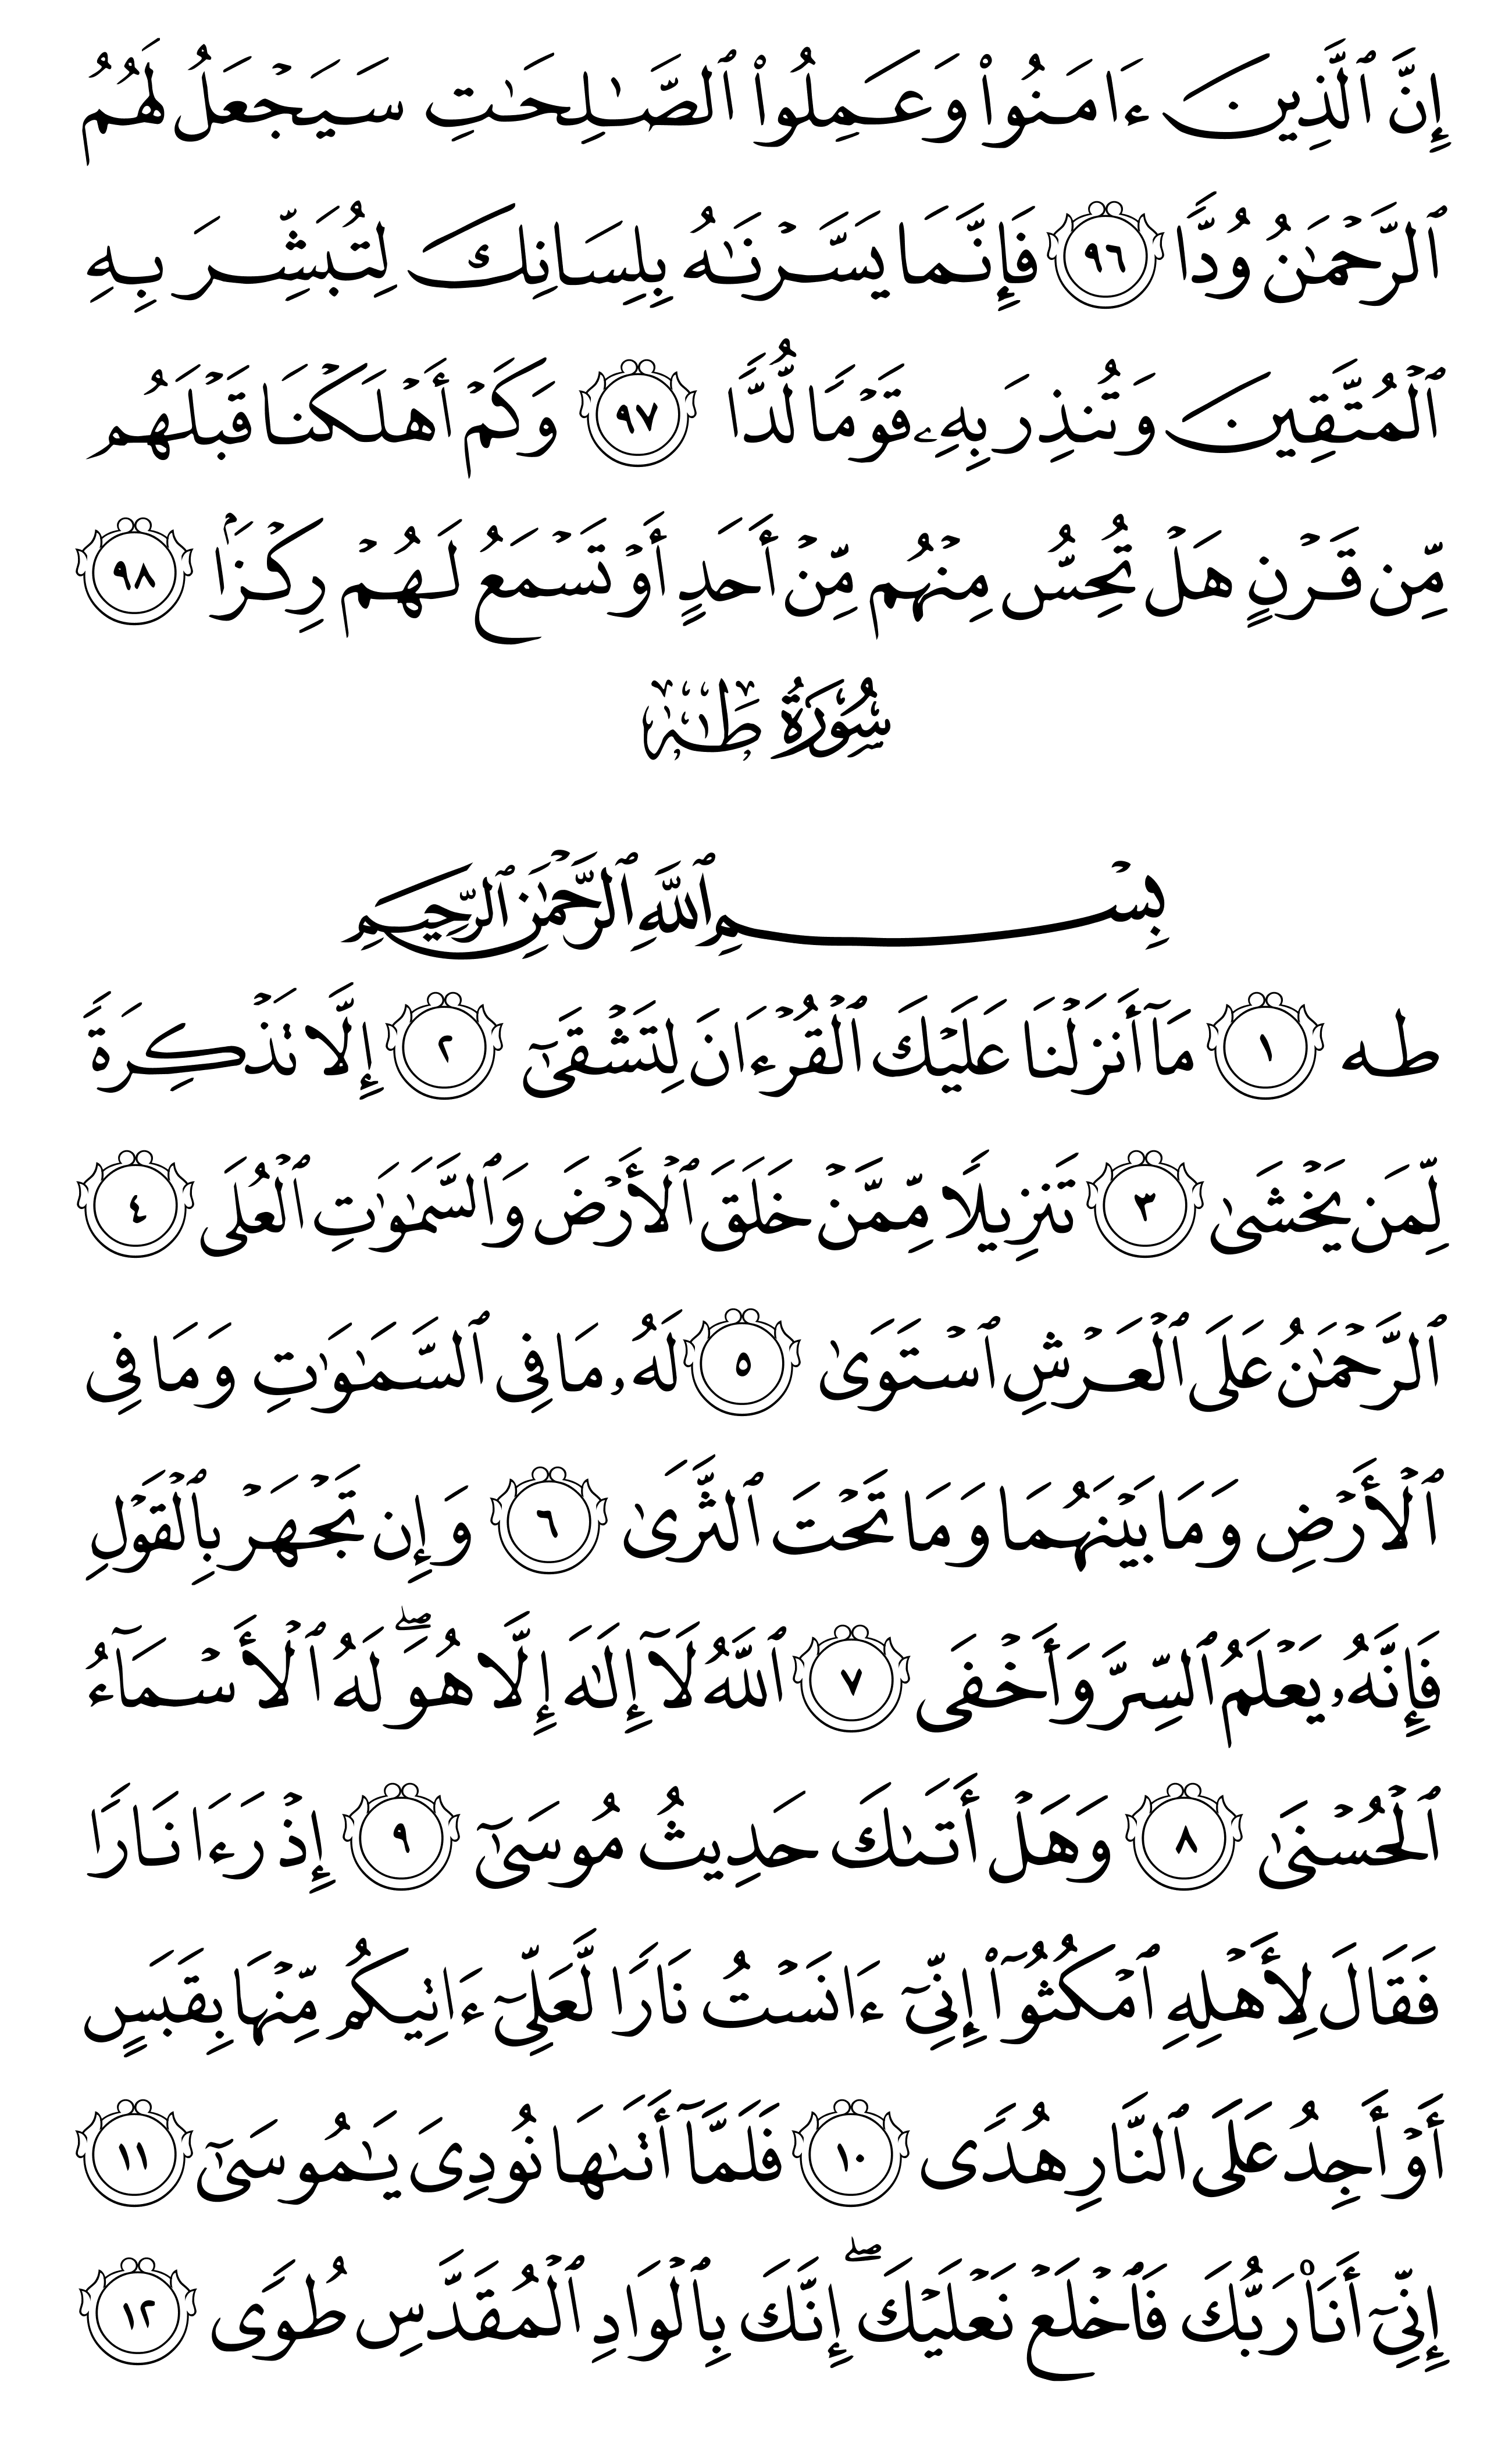 إِنَّ ٱلَّذِينَ ءَامَنُوا۟ وَعَمِلُوا۟ ٱلصَّـٰلِحَـٰتِ سَيَجْعَلُ لَهُمُ
ٱلرَّحْمَـٰنُ وُدًّا ٩٦ فَإِنَّمَا يَسَّرْنَـٰهُ بِلِسَانِكَ لِتُبَشِّرَ بِهِ
ٱلْمُتَّقِينَ وَتُنذِرَ بِهِۦ قَوْمًا لُّدًّا ٩٧ وَكَمْ أَهْلَكْنَا قَبْلَهُم
مِّن قَرْنٍ هَلْ تُحِسُّ مِنْهُم مِّنْ أَحَدٍ أَوْ تَسْمَعُ لَهُمْ رِكْزَۢا ٩٨
سُورَةُ طه
بِسْمِ ٱللَّهِ ٱلرَّحْمَـٰنِ ٱلرَّحِيمِ
طه ١ مَآ أَنزَلْنَا عَلَيْكَ ٱلْقُرْءَانَ لِتَشْقَىٰٓ ٢ إِلَّا تَذْكِرَةً
لِّمَن يَخْشَىٰ ٣ تَنزِيلًا مِّمَّنْ خَلَقَ ٱلْأَرْضَ وَٱلسَّمَـٰوَٰتِ ٱلْعُلَى ٤
ٱلرَّحْمَـٰنُ عَلَى ٱلْعَرْشِ ٱسْتَوَىٰ ٥ لَهُۥ مَا فِى ٱلسَّمَـٰوَٰتِ وَمَا فِى
ٱلْأَرْضِ وَمَا بَيْنَهُمَا وَمَا تَحْتَ ٱلثَّرَىٰ ٦ وَإِن تَجْهَرْ بِٱلْقَوْلِ
فَإِنَّهُۥ يَعْلَمُ ٱلسِّرَّ وَأَخْفَى ٧ ٱللَّهُ لَآ إِلَـٰهَ إِلَّا هُوَ ۖ لَهُ ٱلْأَسْمَآءُ
ٱلْحُسْنَىٰ ٨ وَهَلْ أَتَىٰكَ حَدِيثُ مُوسَىٰٓ ٩ إِذْ رَءَا نَارًا
فَقَالَ لِأَهْلِهِ ٱمْكُثُوٓا۟ إِنِّىٓ ءَانَسْتُ نَارًا لَّعَلِّىٓ ءَاتِيكُم مِّنْهَا بِقَبَسٍ
أَوْ أَجِدُ عَلَى ٱلنَّارِ هُدًى ١٠ فَلَمَّآ أَتَىٰهَا نُودِىَ يَـٰمُوسَىٰٓ ١١
إِنِّىٓ أَنَا۠ رَبُّكَ فَٱخْلَعْ نَعْلَيْكَ ۖ إِنَّكَ بِٱلْوَادِ ٱلْمُقَدَّسِ طُوًى ١٢